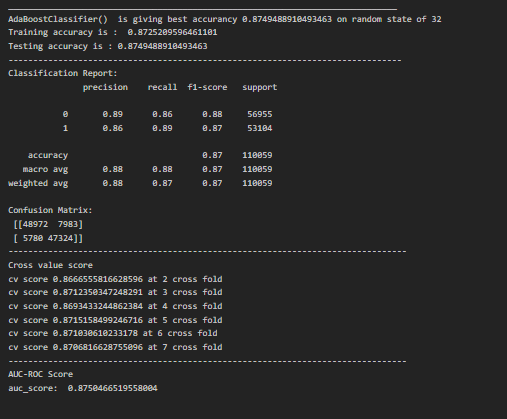 AdaBoostClassifier()  is giving best accurancy 0.8749488910493463 on random state of 32
Training accuracy is :  0.8725209596461101
Testing accuracy is : 0.8749488910493463
--------------------------------------------------------------------------------
Classification Report:
               precision    recall  f1-score   support

           0       0.89      0.86      0.88     56955
           1       0.86      0.89      0.87     53104

    accuracy                           0.87    110059
   macro avg       0.88      0.88      0.87    110059
weighted avg       0.88      0.87      0.87    110059

Confusion Matrix:
 [[48972  7983]
 [ 5780 47324]]
--------------------------------------------------------------------------------
Cross value score
cv score 0.8666555816628596 at 2 cross fold
cv score 0.8712350347248291 at 3 cross fold
cv score 0.8693433244862384 at 4 cross fold
cv score 0.8715158499246716 at 5 cross fold
cv score 0.871030610233178 at 6 cross fold
cv score 0.8706816628755096 at 7 cross fold
--------------------------------------------------------------------------------
AUC-ROC Score
auc_score:  0.8750466519558004